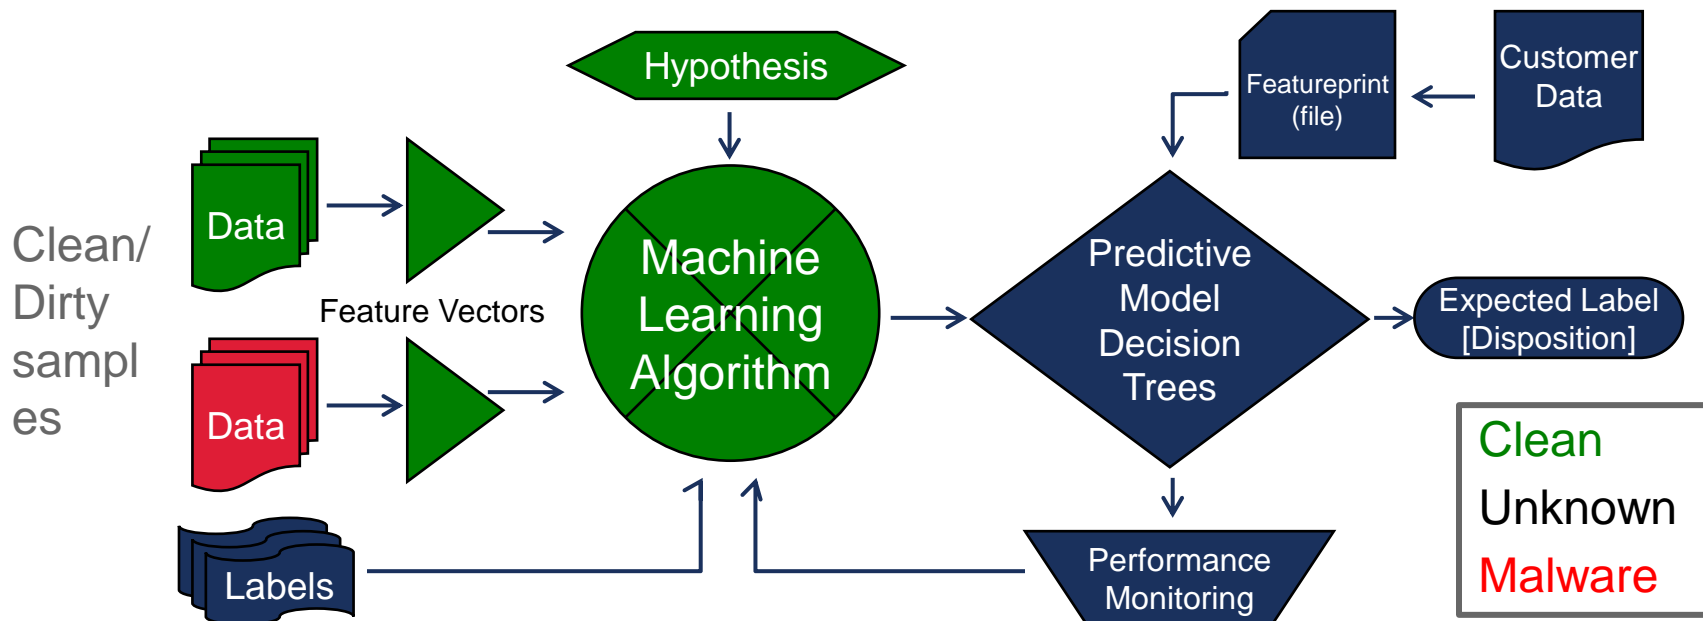 Clean/
Dirty
sampl
es
Data
Data
Labels
Feature Vectors
Hypothesis
Machine
Learning
Algorithm
Featureprint
(file)
Customer
Data
Predictive
Model
Decision
Trees
Expected Label
[Disposition]
Performance
Monitoring
Clean
Unknown
Malware